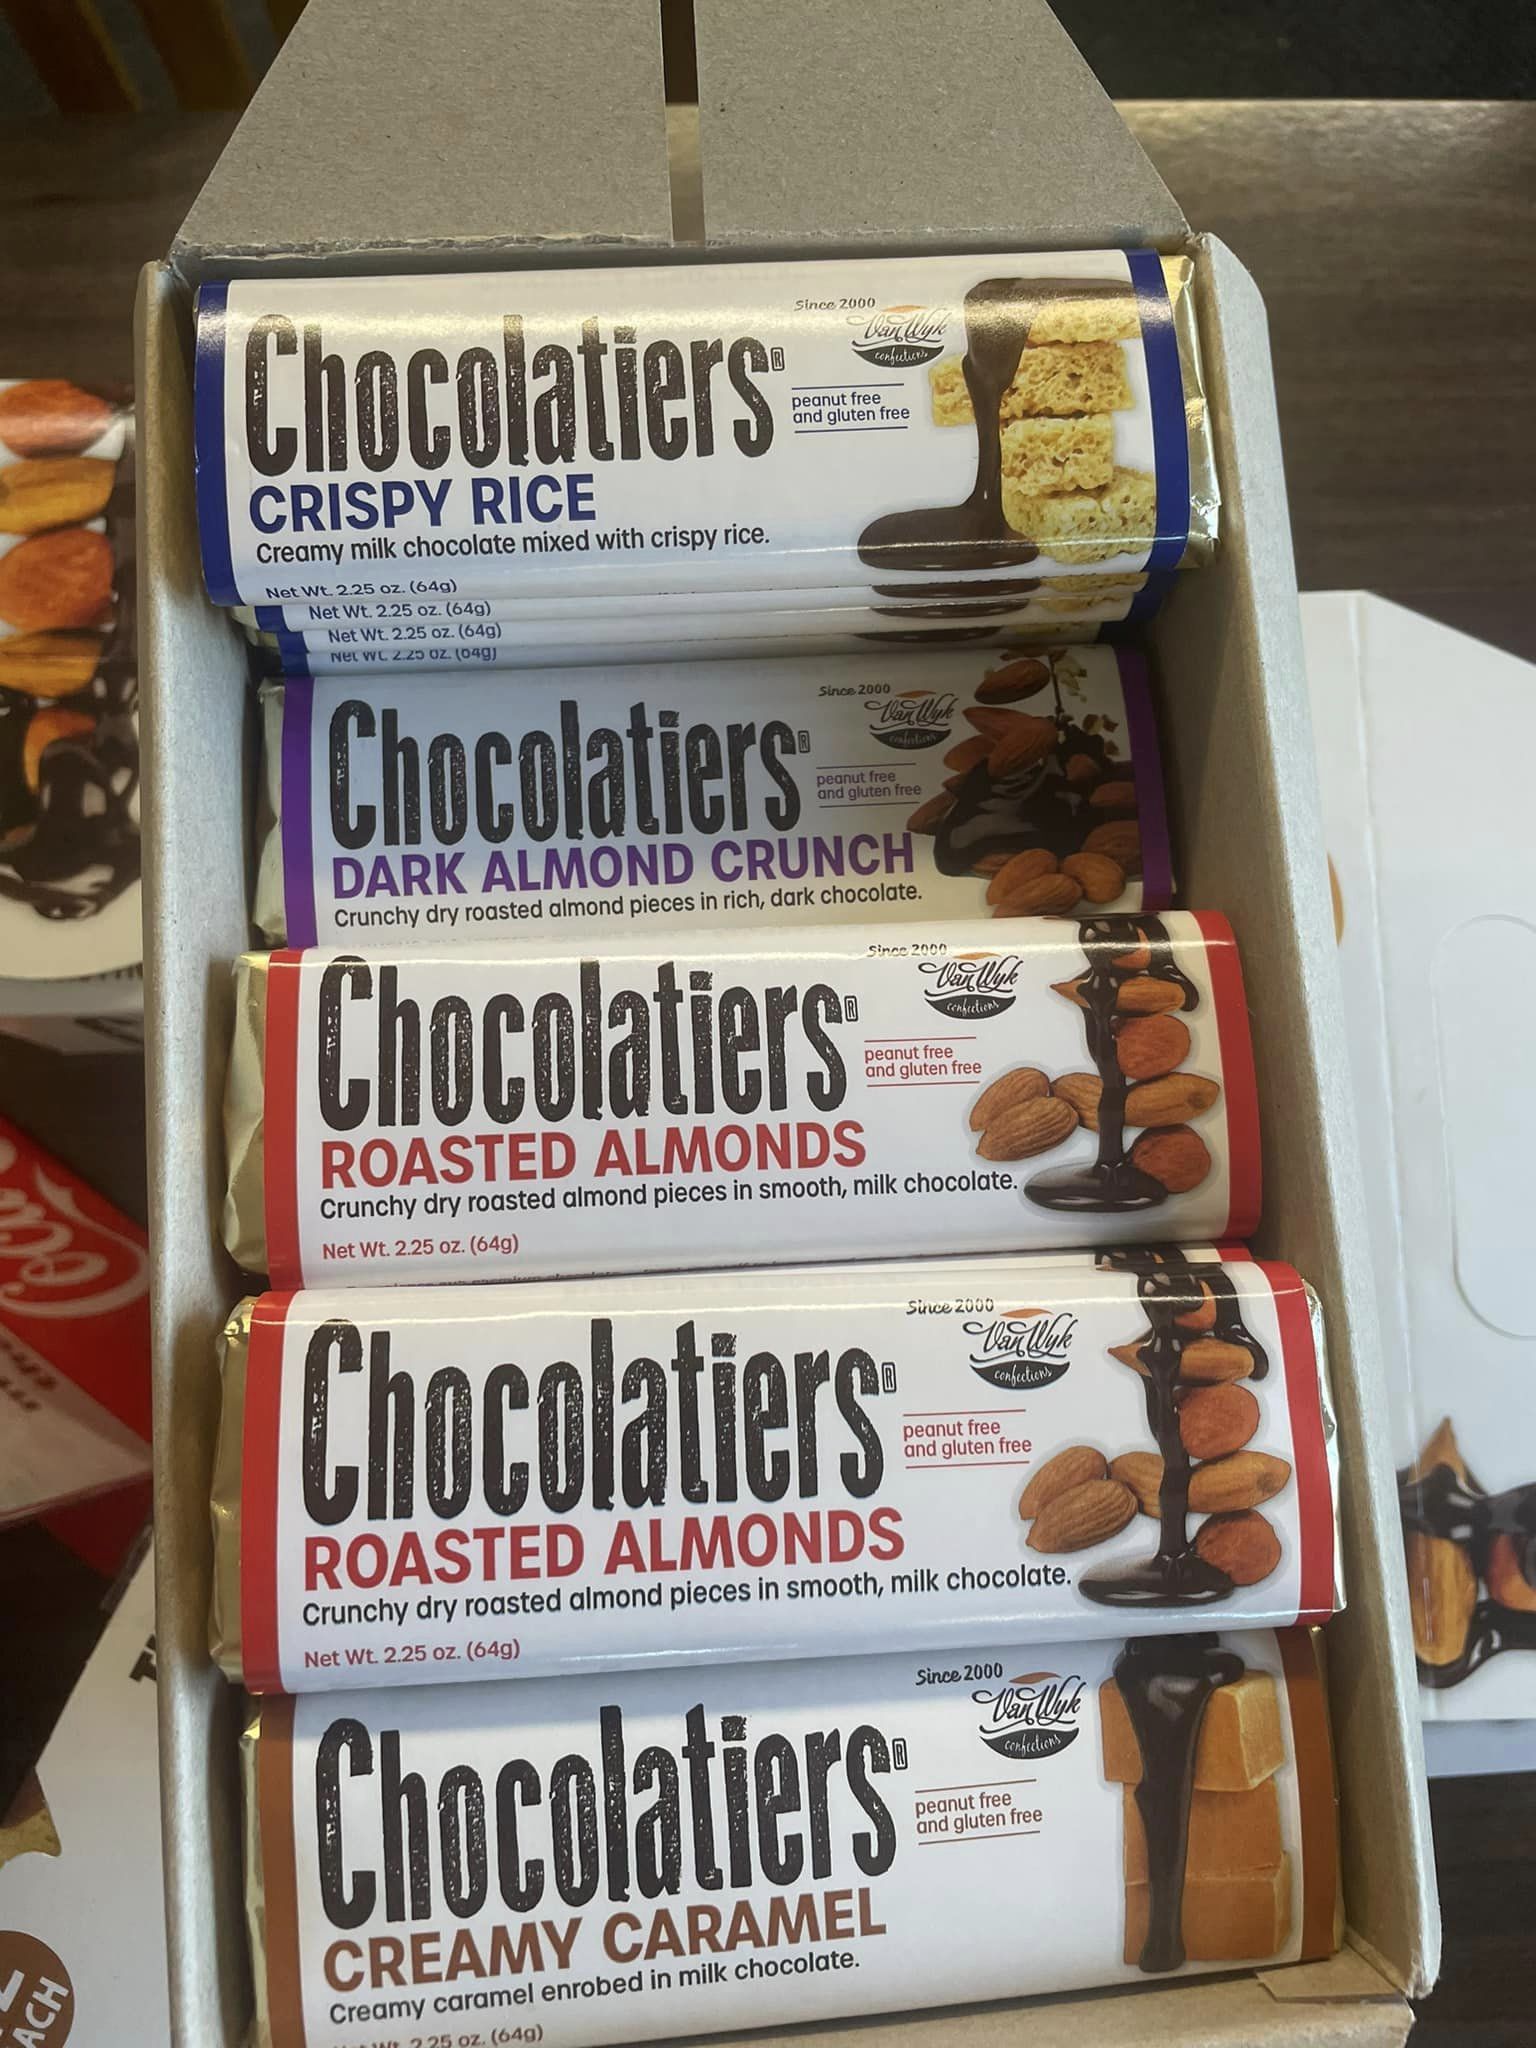 Since 2000
Van Wyk
confections
Chocolatiers®
peanut free
and gluten free
CRISPY RICE
Creamy milk chocolate mixed with crispy rice.
Net Wt. 2.25 oz. (64g)
Net Wt. 2.25 oz. (64g)
Net Wt. 2.25 oz. (64g)
Net Wt. 2.25 oz. (64g)
Since 2000
Van Wyk
confections
Chocolatiers®
peanut free
and gluten free
DARK ALMOND CRUNCH
Crunchy dry roasted almond pieces in rich, dark chocolate.
Since 2000
Van Wyk
confections
Chocolatiers®
peanut free
and gluten free
ROASTED ALMONDS
Crunchy dry roasted almond pieces in smooth, milk chocolate.
Net Wt. 2.25 oz. (64g)
Since 2000
Van Wyk
confections
Chocolatiers®
peanut free
and gluten free
ROASTED ALMONDS
Crunchy dry roasted almond pieces in smooth, milk chocolate.
Net Wt. 2.25 oz. (64g)
Since 2000
Van Wyk
confections
Chocolatiers®
peanut free
and gluten free
CREAMY CARAMEL
Creamy caramel enrobed in milk chocolate.
Wt. 2.25 oz. (64g)